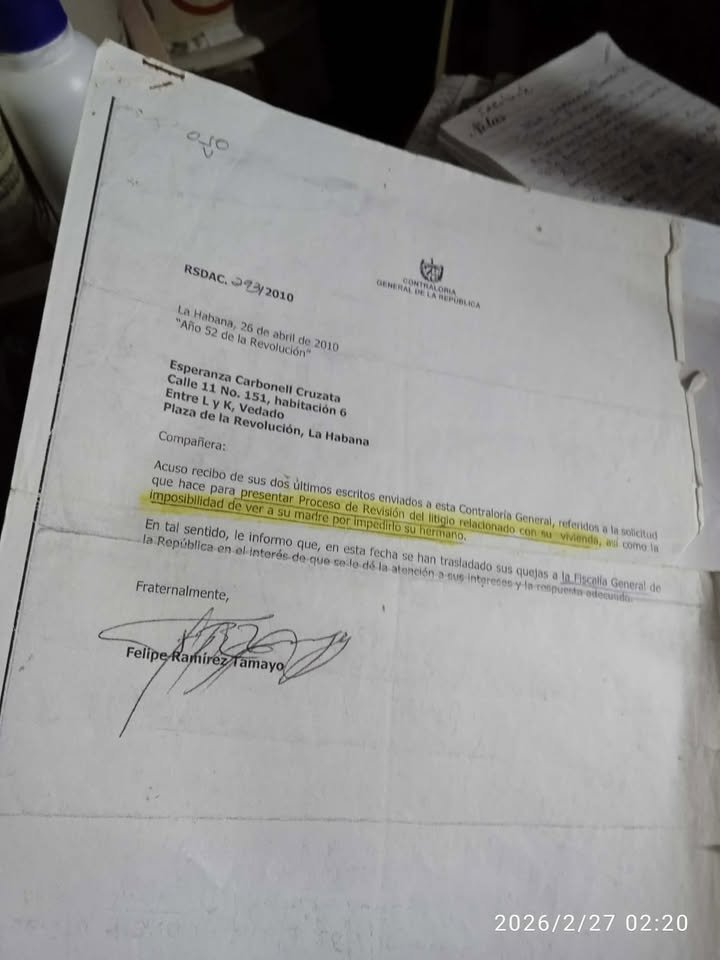 CONTRALORIA
GENERAL DE LA REPÚBLICA
RSDAC. 293/2010
La Habana, 26 de abril de 2010
"Año 52 de la Revolución"
Esperanza Carbonell Cruzata
Calle 11 No. 151, habitación 6
Entre L y K, Vedado
Plaza de la Revolución, La Habana
Compañera:
Acuso recibo de sus dos últimos escritos enviados a esta Contraloría General, referidos a la solicitud
que hace para presentar Proceso de Revisión del litigio relacionado con su vivienda, así como la
imposibilidad de ver a su madre por impedirlo su hermano.
En tal sentido, le informo que, en esta fecha se han trasladado sus quejas a la Fiscalía General de
la República en el interés de que se le dé la atención a sus intereses y la respuesta adecuada.
Fraternalmente,
Felipe Ramírez Tamayo
2026/2/27 02:20